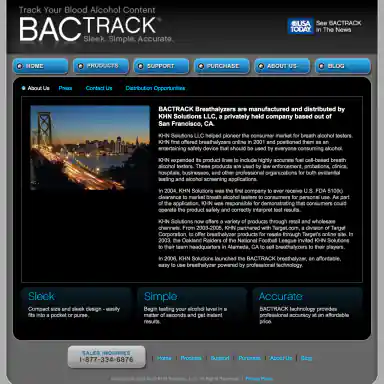 Track Your Blood Alcohol Content
BACTRACK
Sleek. Simple. Accurate.
USA TODAY
See BACTRACK
In The News
HOME
PRODUCTS
SUPPORT
PURCHASE
ABOUT US
BLOG
About Us
Press
Contact Us
Distribution Opportunities
BACTRACK Breathalyzers are manufactured and distributed by
KHN Solutions LLC, a privately held company based out of
San Francisco, CA.
KHN Solutions LLC helped pioneer the consumer market for breath alcohol testers.
KHN first offered breathalyzers online in 2001 and positioned them as an
entertaining safety device that should be used by everyone consuming alcohol.
KHN expanded its product lines to include highly accurate fuel cell-based breath
alcohol testers. These products are used by law enforcement, probations, clinics,
hospitals, businesses, and other professional organizations for both evidential
testing and alcohol screening applications.
In 2004, KHN Solutions was the first company to ever receive U.S. FDA 510(k)
clearance to market breath alcohol testers to consumers for personal use. As part
of the application, KHN was responsible for demonstrating that consumers could
operate the product safely and correctly interpret test results.
KHN Solutions now offers a variety of products through retail and wholesale
channels. From 2003-2005, KHN partnered with Target.com, a division of Target
Corporation, to offer breathalyzer products for resale through Target's online site. In
2003, the Oakland Raiders of the National Football League invited KHN Solutions to
their team headquarters in Alameda, CA to sell breathalyzers to their players.
In 2006, KHN Solutions launched the BACTRACK breathalyzer, an affordable,
easy to use breathalyzer powered by professional technology.
Sleek
Compact size and sleek design - easily
fits into a pocket or purse.
Simple
Begin testing your alcohol level in a
matter of seconds and get instant
results.
Accurate
BACTRACK technology provides
professional accuracy at an affordable
price.
SALES INQUIRIES
1-877-334-6876
Home | Products | Support | Purchase | About Us | Blog
Privacy Policy